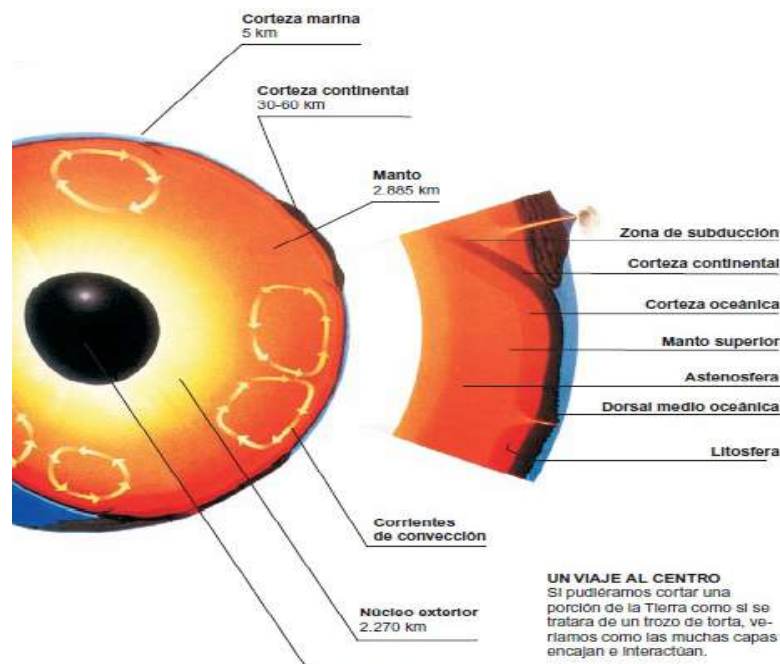 Corteza marina
5 km
Corteza continental
30-60 km
Manto
2.885 km
Zona de subducción
Corteza continental
Corteza oceánica
Manto superior
Astenosfera
Dorsal medio oceánica
Litosfera
Corrientes
de convección
Núcleo exterior
2.270 km
UN VIAJE AL CENTRO
Si pudiéramos cortar una
porción de la Tierra como si se
tratara de un trozo de torta, ve-
ríamos como las muchas capas
encajan e interactúan.